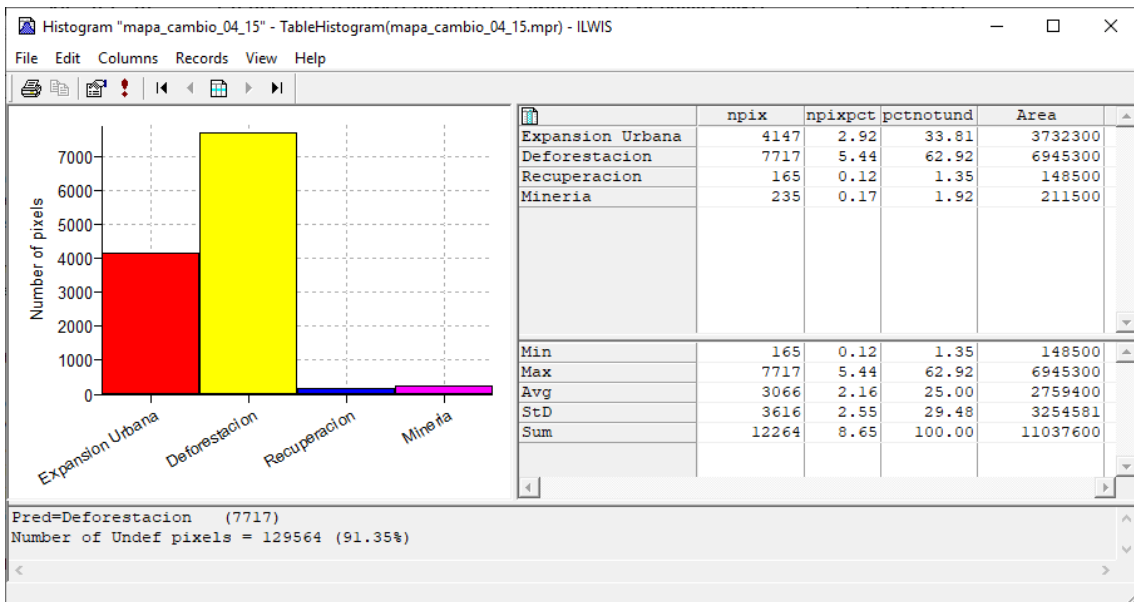 Histogram "mapa_cambio_04_15" - TableHistogram(mapa_cambio_04_15.mpr) - ILWIS
File Edit Columns Records View Help
Number of pixels
7000
6000
5000
4000
3000
2000
1000
0
Expansion Urbana
Deforestacion
Recuperacion
Mineria
npix npixpct pctnotund Area
Expansion Urbana 4147 2.92 33.81 3732300
Deforestacion 7717 5.44 62.92 6945300
Recuperacion 165 0.12 1.35 148500
Mineria 235 0.17 1.92 211500
Min 165 0.12 1.35 148500
Max 7717 5.44 62.92 6945300
Avg 3066 2.16 25.00 2759400
StD 3616 2.55 29.48 3254581
Sum 12264 8.65 100.00 11037600
Pred=Deforestacion (7717)
Number of Undef pixels = 129564 (91.35%)